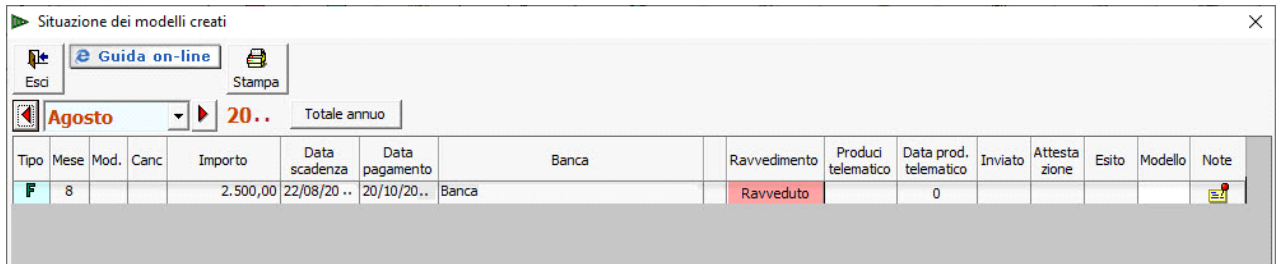 Situazione dei modelli creati
Guida on-line
Esci
Stampa
Agosto 20.. Totale annuo
Tipo Mese Mod. Canc Importo Data scadenza Data pagamento Banca Ravvedimento Produci telematico Data prod. telematico Inviato Attesta zione Esito Modello Note
F 8 2.500,00 22/08/20 .. 20/10/20.. Banca Ravveduto 0